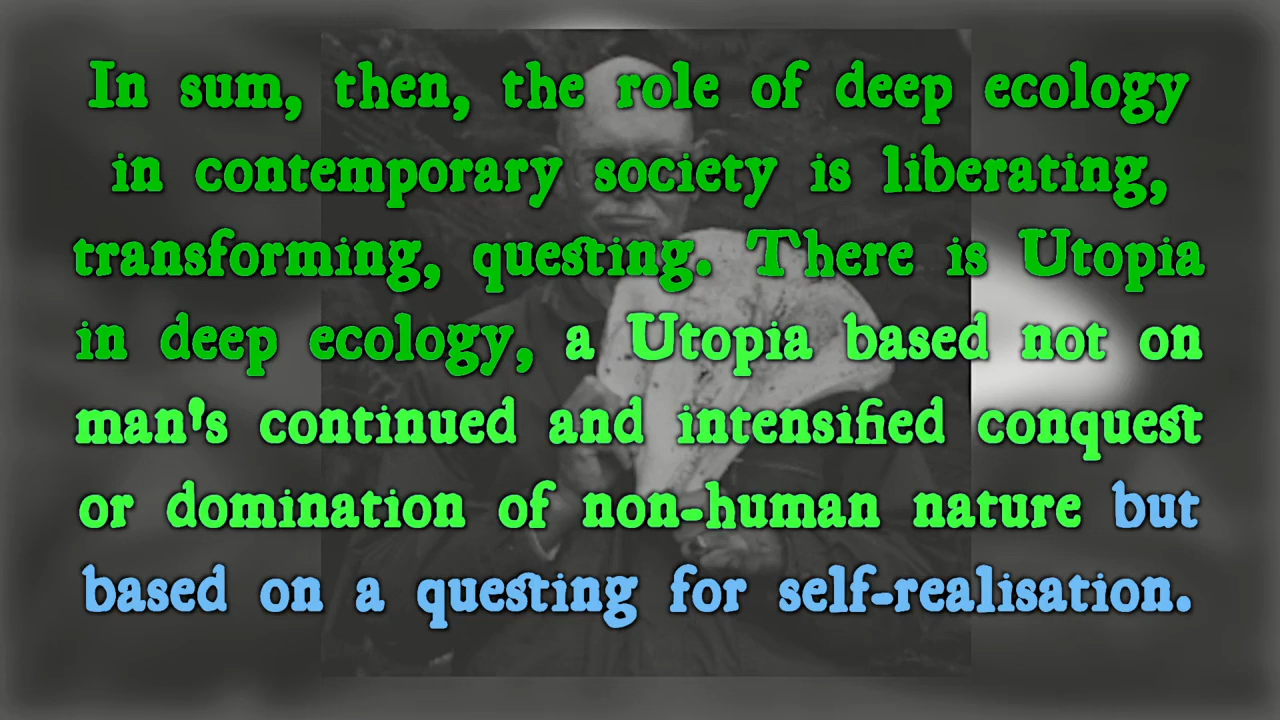 In sum, then, the role of deep ecology
in contemporary society is liberating,
transforming, questing. There is Utopia
in deep ecology, a Utopia based not on
man's continued and intensified conquest
or domination of non-human nature but
based on a questing for self-realisation.